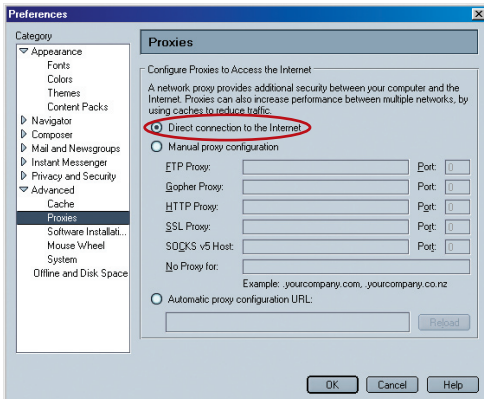 Preferences
Category
Appearance
Fonts
Colors
Themes
Content Packs
Navigator
Composer
Mail and Newsgroups
Instant Messenger
Privacy and Security
Advanced
Cache
Proxies
Software Installati...
Mouse Wheel
System
Offline and Disk Space
Proxies
Configure Proxies to Access the Internet
A network proxy provides additional security between your computer and the
Internet. Proxies can also increase performance between multiple networks, by
using caches to reduce traffic.
Direct connection to the Internet
Manual proxy configuration
FTP Proxy: Port: 0
Gopher Proxy: Port: 0
HTTP Proxy: Port: 0
SSL Proxy: Port: 0
SOCKS v5 Host: Port: 0
No Proxy for:
Example: .yourcompany.com, .yourcompany.co.nz
Automatic proxy configuration URL:
Reload
OK Cancel Help